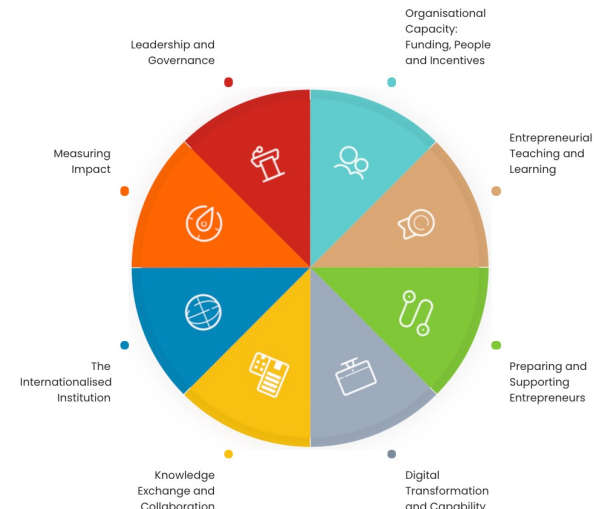 Organisational
Capacity:
Funding, People
and Incentives
Leadership and
Governance
Entrepreneurial
Teaching and
Learning
Measuring
Impact
The
Internationalised
Institution
Preparing and
Supporting
Entrepreneurs
Knowledge
Exchange and
Collaboration
Digital
Transformation
and Capability